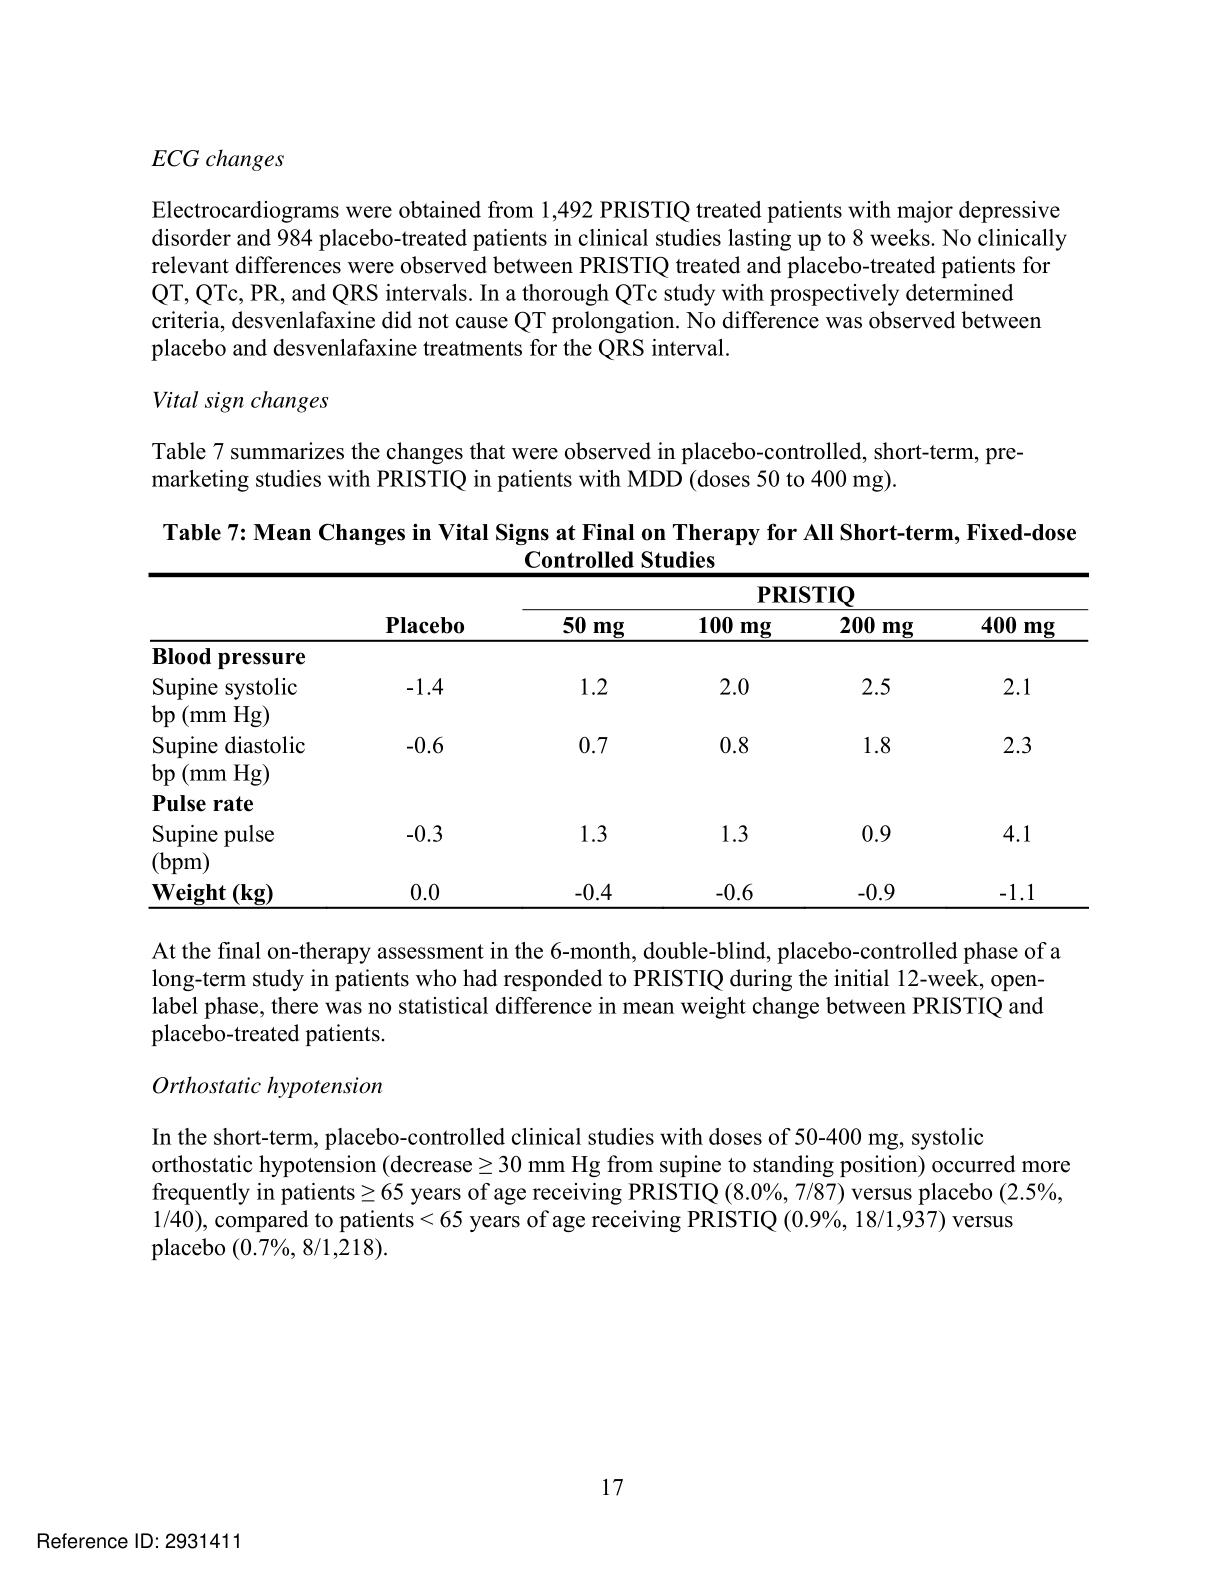 ECG changes
Electrocardiograms were obtained from 1,492 PRISTIQ treated patients with major depressive
disorder and 984 placebo-treated patients in clinical studies lasting up to 8 weeks. No clinically
relevant differences were observed between PRISTIQ treated and placebo-treated patients for
QT, QTc, PR, and QRS intervals. In a thorough QTc study with prospectively determined
criteria, desvenlafaxine did not cause QT prolongation. No difference was observed between
placebo and desvenlafaxine treatments for the QRS interval.
Vital sign changes
Table 7 summarizes the changes that were observed in placebo-controlled, short-term, pre-
marketing studies with PRISTIQ in patients with MDD (doses 50 to 400 mg).
Table 7: Mean Changes in Vital Signs at Final on Therapy for All Short-term, Fixed-dose
Controlled Studies
PRISTIQ
Placebo 50 mg 100 mg 200 mg 400 mg
Blood pressure
Supine systolic -1.4 1.2 2.0 2.5 2.1
bp (mm Hg)
Supine diastolic -0.6 0.7 0.8 1.8 2.3
bp (mm Hg)
Pulse rate
Supine pulse -0.3 1.3 1.3 0.9 4.1
(bpm)
Weight (kg) 0.0 -0.4 -0.6 -0.9 -1.1
At the final on-therapy assessment in the 6-month, double-blind, placebo-controlled phase of a
long-term study in patients who had responded to PRISTIQ during the initial 12-week, open-
label phase, there was no statistical difference in mean weight change between PRISTIQ and
placebo-treated patients.
Orthostatic hypotension
In the short-term, placebo-controlled clinical studies with doses of 50-400 mg, systolic
orthostatic hypotension (decrease ≥ 30 mm Hg from supine to standing position) occurred more
frequently in patients ≥ 65 years of age receiving PRISTIQ (8.0%, 7/87) versus placebo (2.5%,
1/40), compared to patients < 65 years of age receiving PRISTIQ (0.9%, 18/1,937) versus
placebo (0.7%, 8/1,218).
17
Reference ID: 2931411